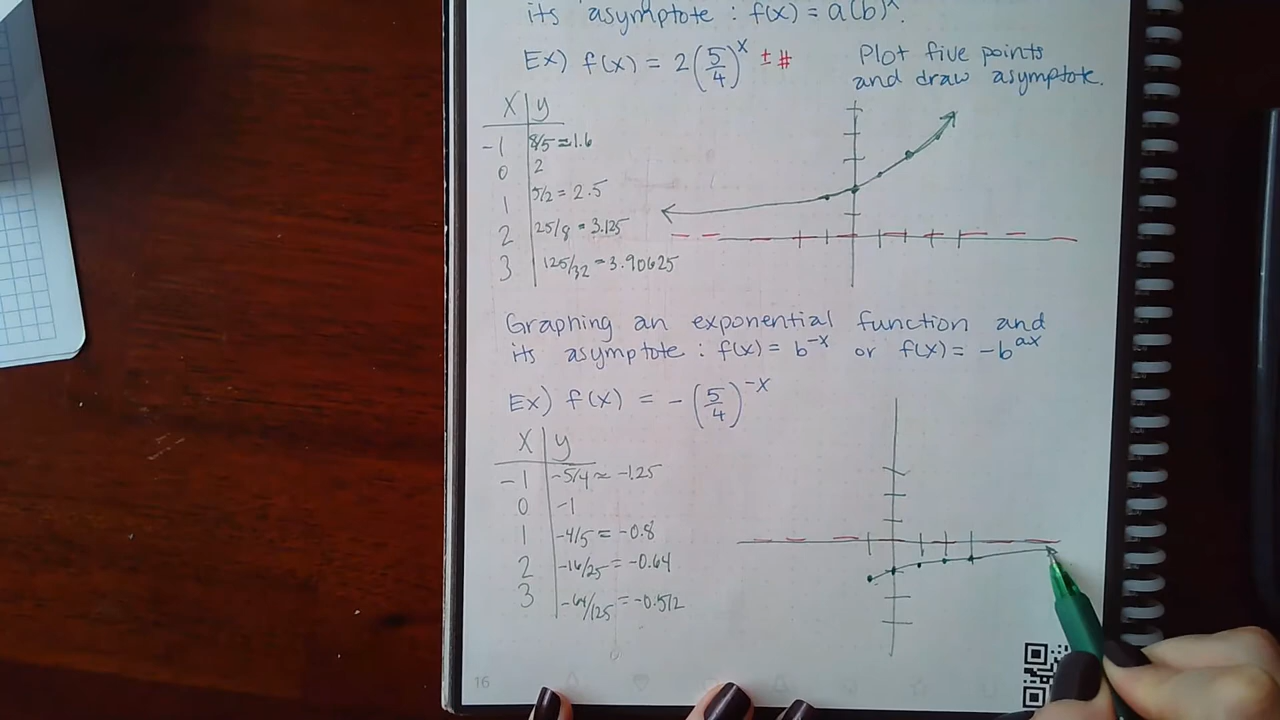 its asymptote : f(x) = a(b)ˣ.
Ex) f(x) = 2(5/4)ˣ ± #
Plot five points
and draw asymptote.
X y
-1 8/5 = 1.6
0 2
1 5/2 = 2.5
2 25/8 = 3.125
3 125/32 = 3.90625
Graphing an exponential function and
its asymptote : f(x) = b⁻ˣ or f(x) = -bᵃˣ
Ex) f(x) = -(5/4)⁻ˣ
X y
-1 -5/4 = -1.25
0 -1
1 -4/5 = -0.8
2 -16/25 = -0.64
3 -64/125 = -0.512
16